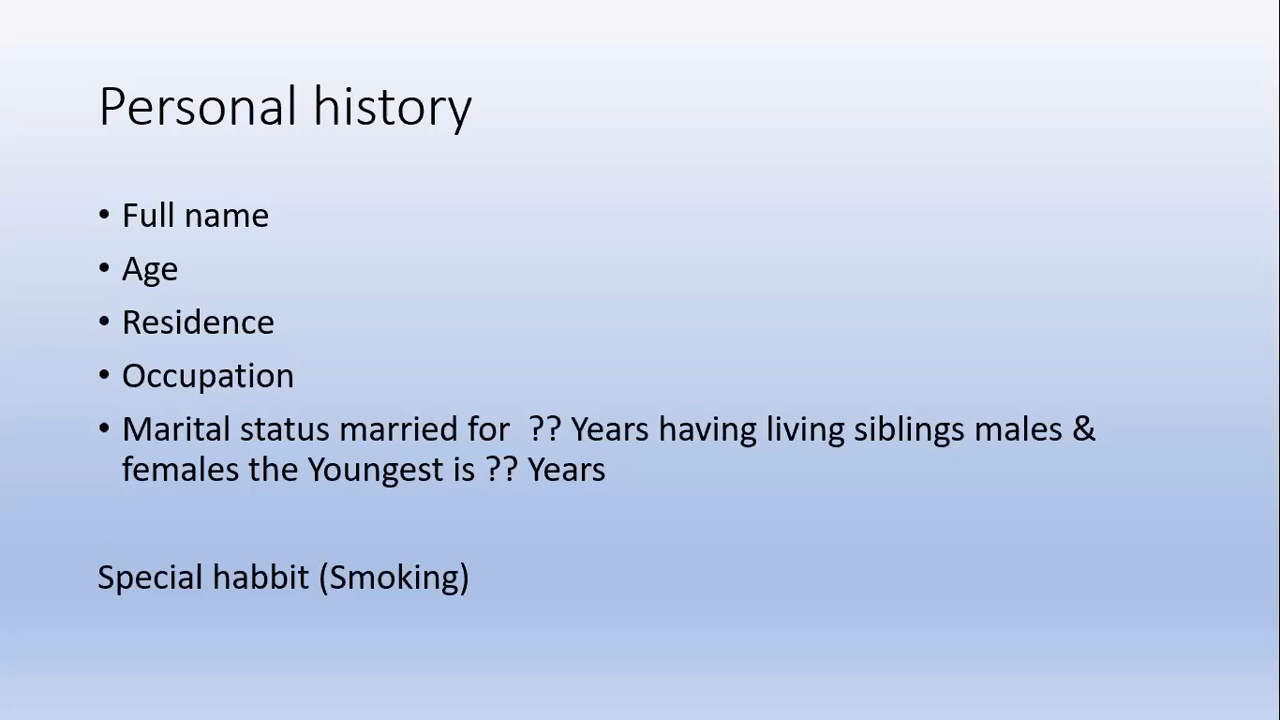 Personal history
• Full name
• Age
• Residence
• Occupation
• Marital status married for  ?? Years having living siblings males &
females the Youngest is ?? Years
Special habbit (Smoking)